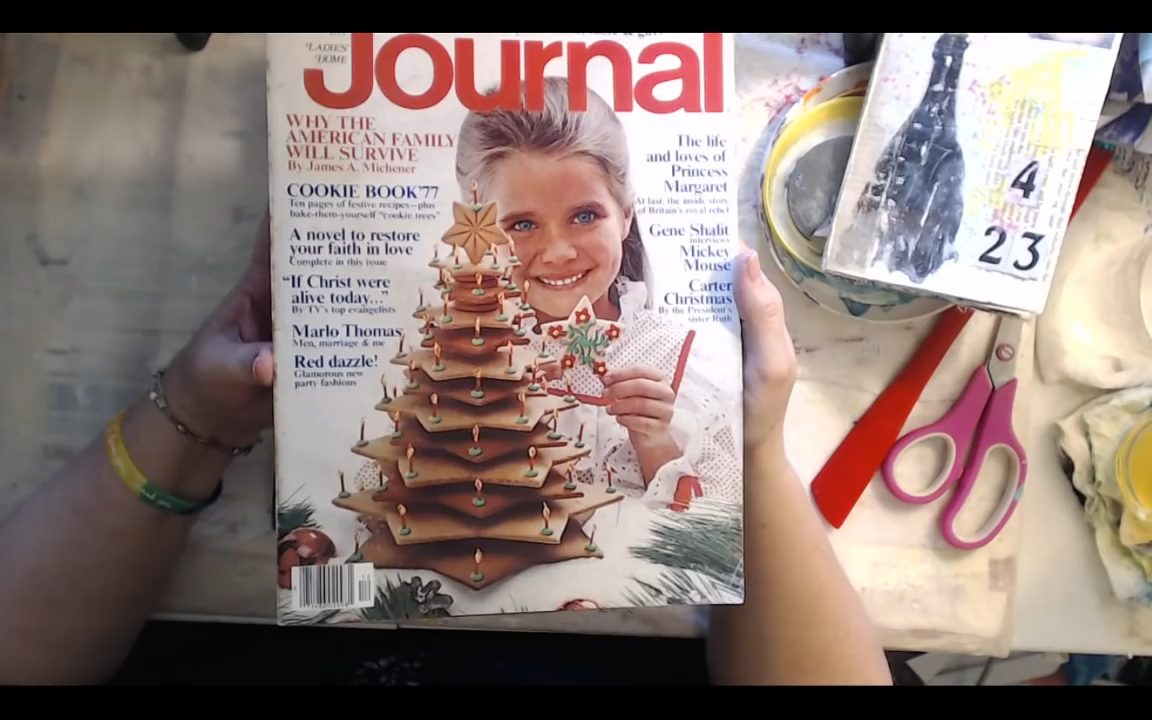 LADIES'
HOME
Journal
WHY THE
AMERICAN FAMILY
WILL SURVIVE
By James A. Michener
COOKIE BOOK'77
Ten pages of festive recipes—plus
bake-them-yourself "cookie trees"
A novel to restore
your faith in love
Complete in this issue
"If Christ were
alive today..."
By TV's top evangelists
Marlo Thomas
Men, marriage & me
Red dazzle!
Glamorous new
party fashions
The life
and loves of
Princess
Margaret
At last, the inside story
of Britain's royal rebel
Gene Shalit
interviews
Mickey
Mouse
Carter
Christmas
By the President's
sister Ruth
4
23